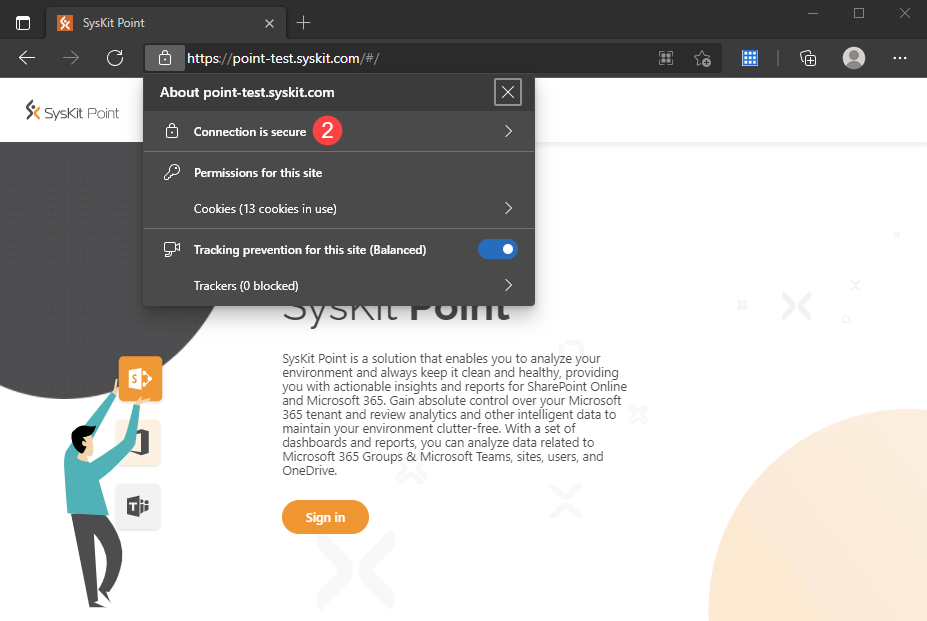 SysKit Point
https://point-test.syskit.com/#/
About point-test.syskit.com
SysKit Point
Connection is secure 2
Permissions for this site
Cookies (13 cookies in use)
Tracking prevention for this site (Balanced)
Trackers (0 blocked)
SysKit Point
SysKit Point is a solution that enables you to analyze your
environment and always keep it clean and healthy, providing
you with actionable insights and reports for SharePoint Online
and Microsoft 365. Gain absolute control over your Microsoft
365 tenant and review analytics and other intelligent data to
maintain your environment clutter-free. With a set of
dashboards and reports, you can analyze data related to
Microsoft 365 Groups & Microsoft Teams, sites, users, and
OneDrive.
Sign in